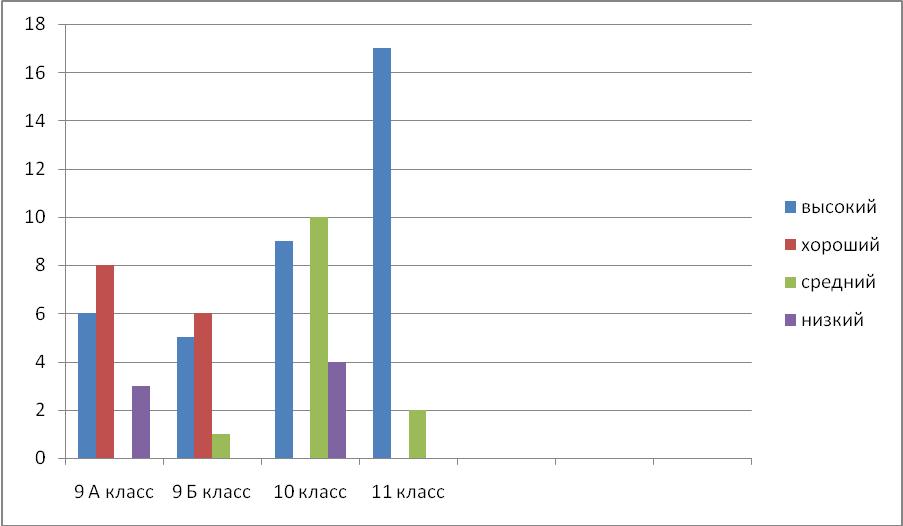 18
16
14
12
10
8
6
4
2
0
9 А класс 9 Б класс 10 класс 11 класс
высокий
хороший
средний
низкий